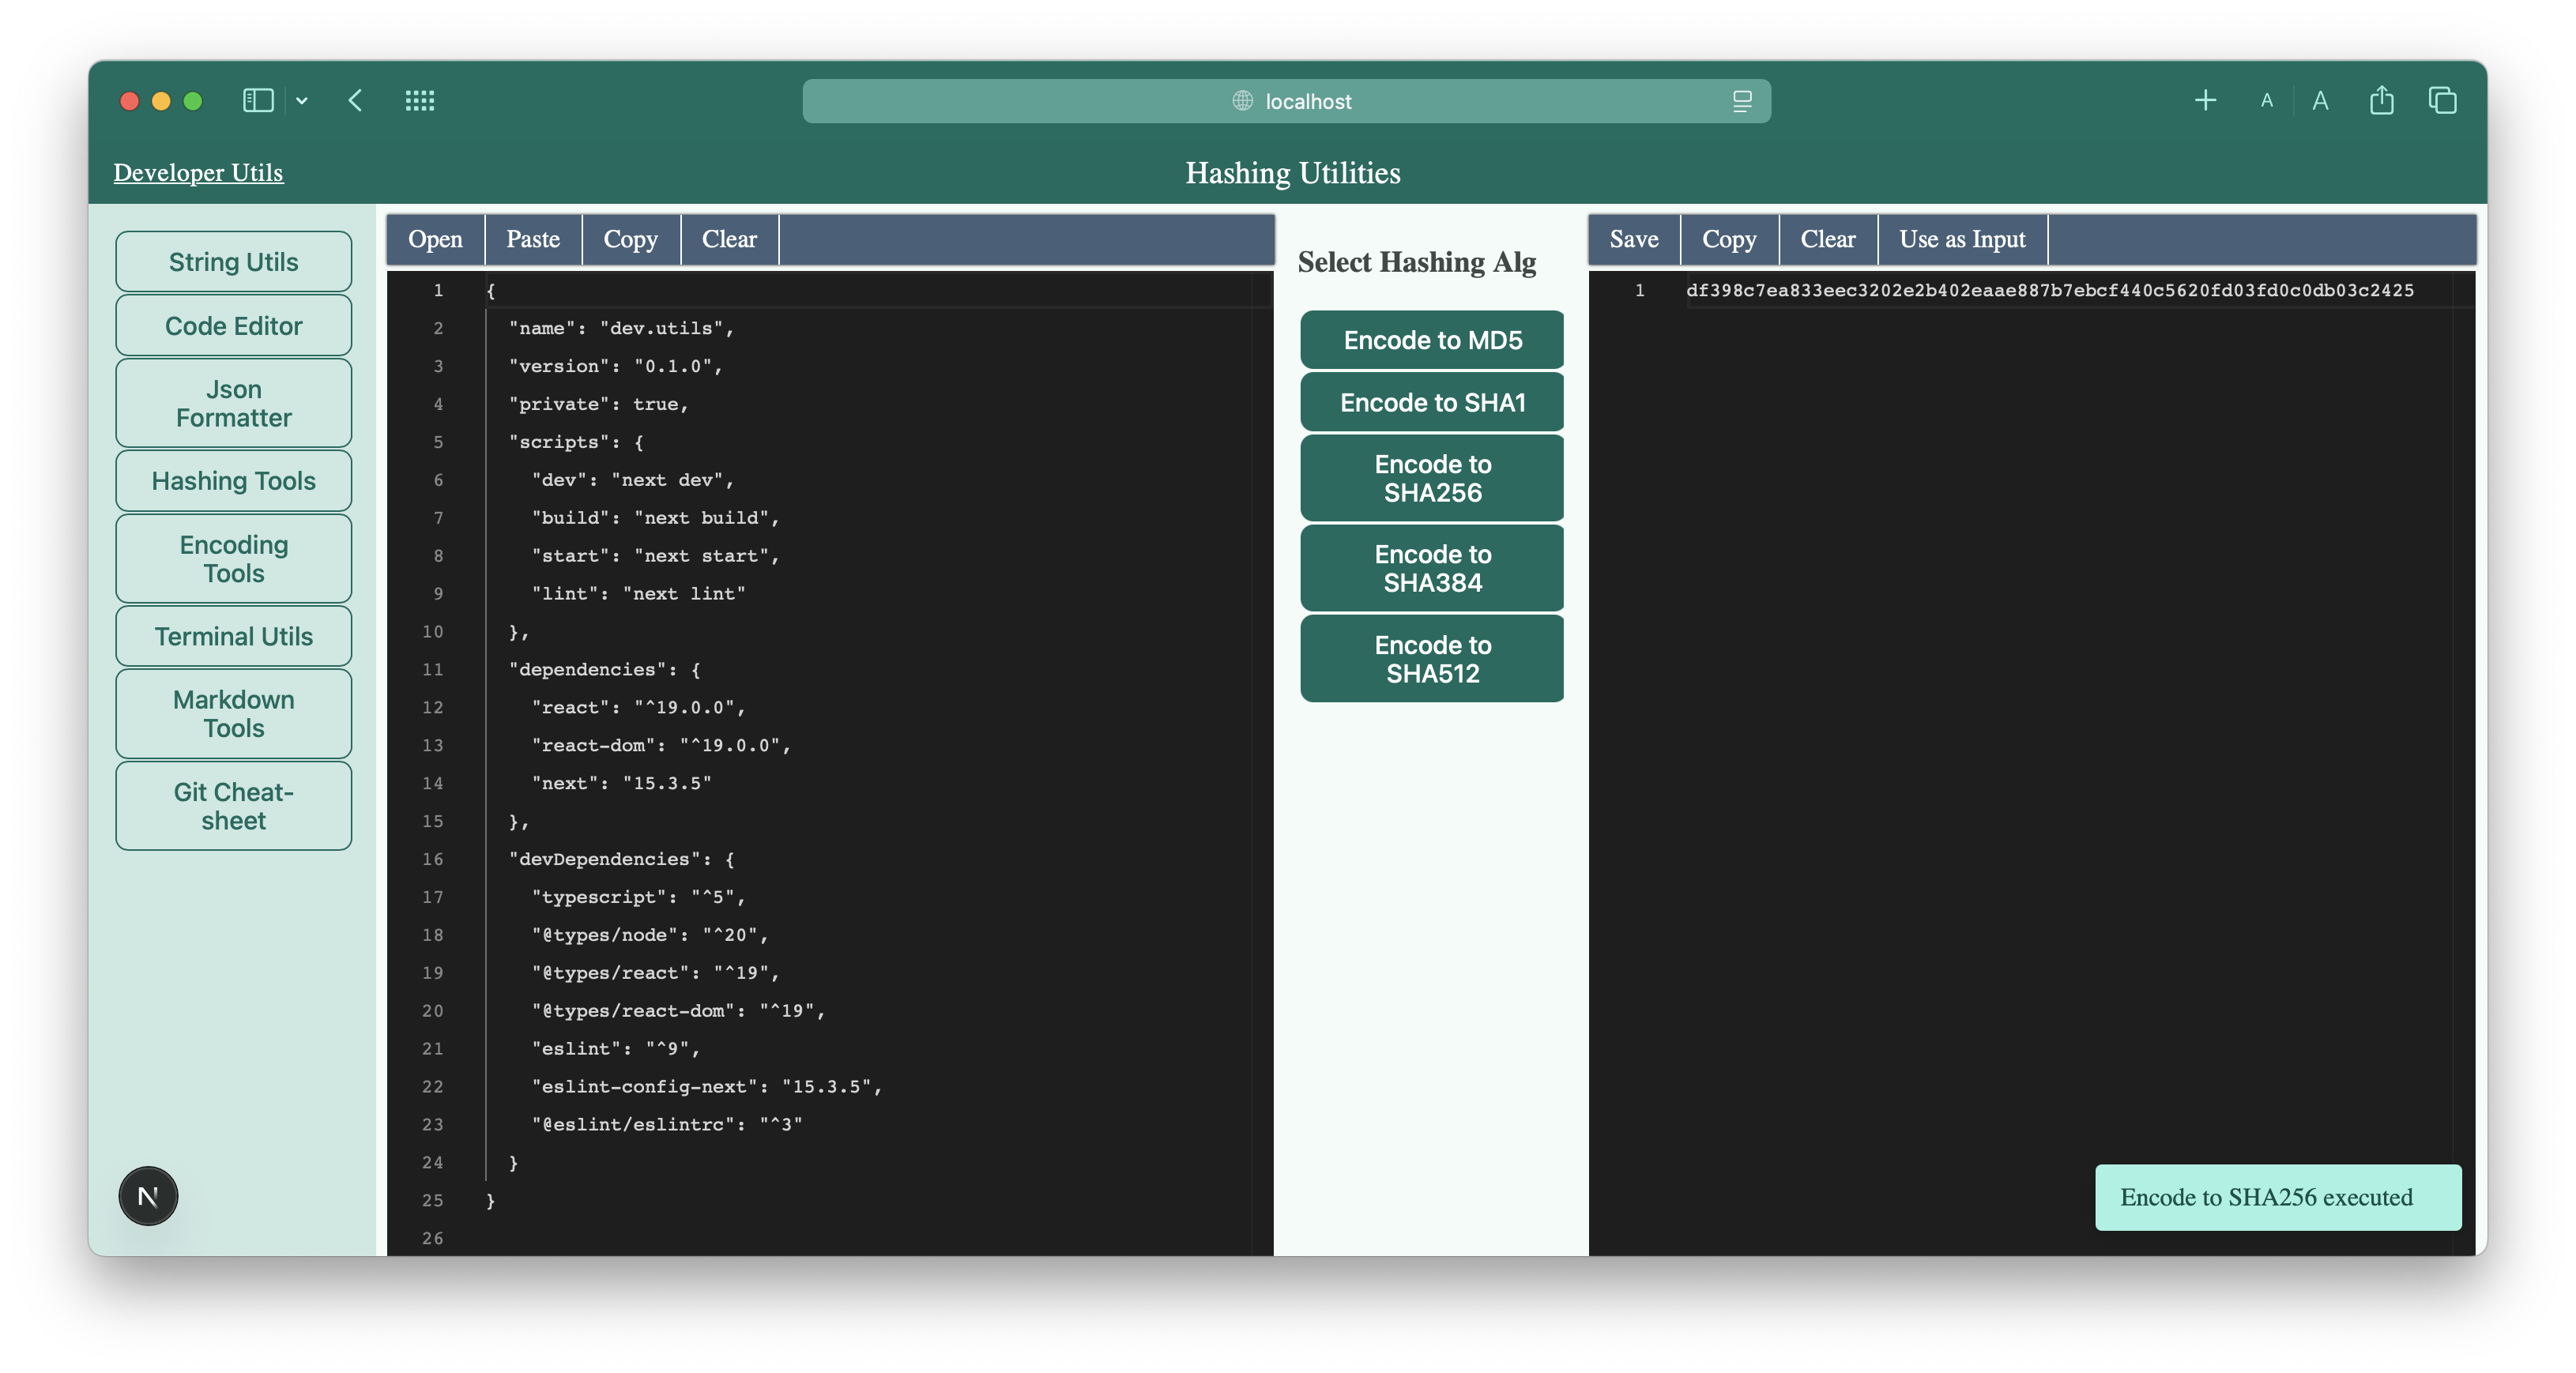 localhost
A A
Developer Utils
Hashing Utilities
String Utils
Code Editor
Json
Formatter
Hashing Tools
Encoding
Tools
Terminal Utils
Markdown
Tools
Git Cheat-
sheet
N
Open Paste Copy Clear
1 {
2   "name": "dev.utils",
3   "version": "0.1.0",
4   "private": true,
5   "scripts": {
6     "dev": "next dev",
7     "build": "next build",
8     "start": "next start",
9     "lint": "next lint"
10   },
11   "dependencies": {
12     "react": "^19.0.0",
13     "react-dom": "^19.0.0",
14     "next": "15.3.5"
15   },
16   "devDependencies": {
17     "typescript": "^5",
18     "@types/node": "^20",
19     "@types/react": "^19",
20     "@types/react-dom": "^19",
21     "eslint": "^9",
22     "eslint-config-next": "15.3.5",
23     "@eslint/eslintrc": "^3"
24   }
25 }
26
Select Hashing Alg
Encode to MD5
Encode to SHA1
Encode to
SHA256
Encode to
SHA384
Encode to
SHA512
Save Copy Clear Use as Input
1 df398c7ea833eec3202e2b402eaae887b7ebcf440c5620fd03fd0c0db03c2425
Encode to SHA256 executed